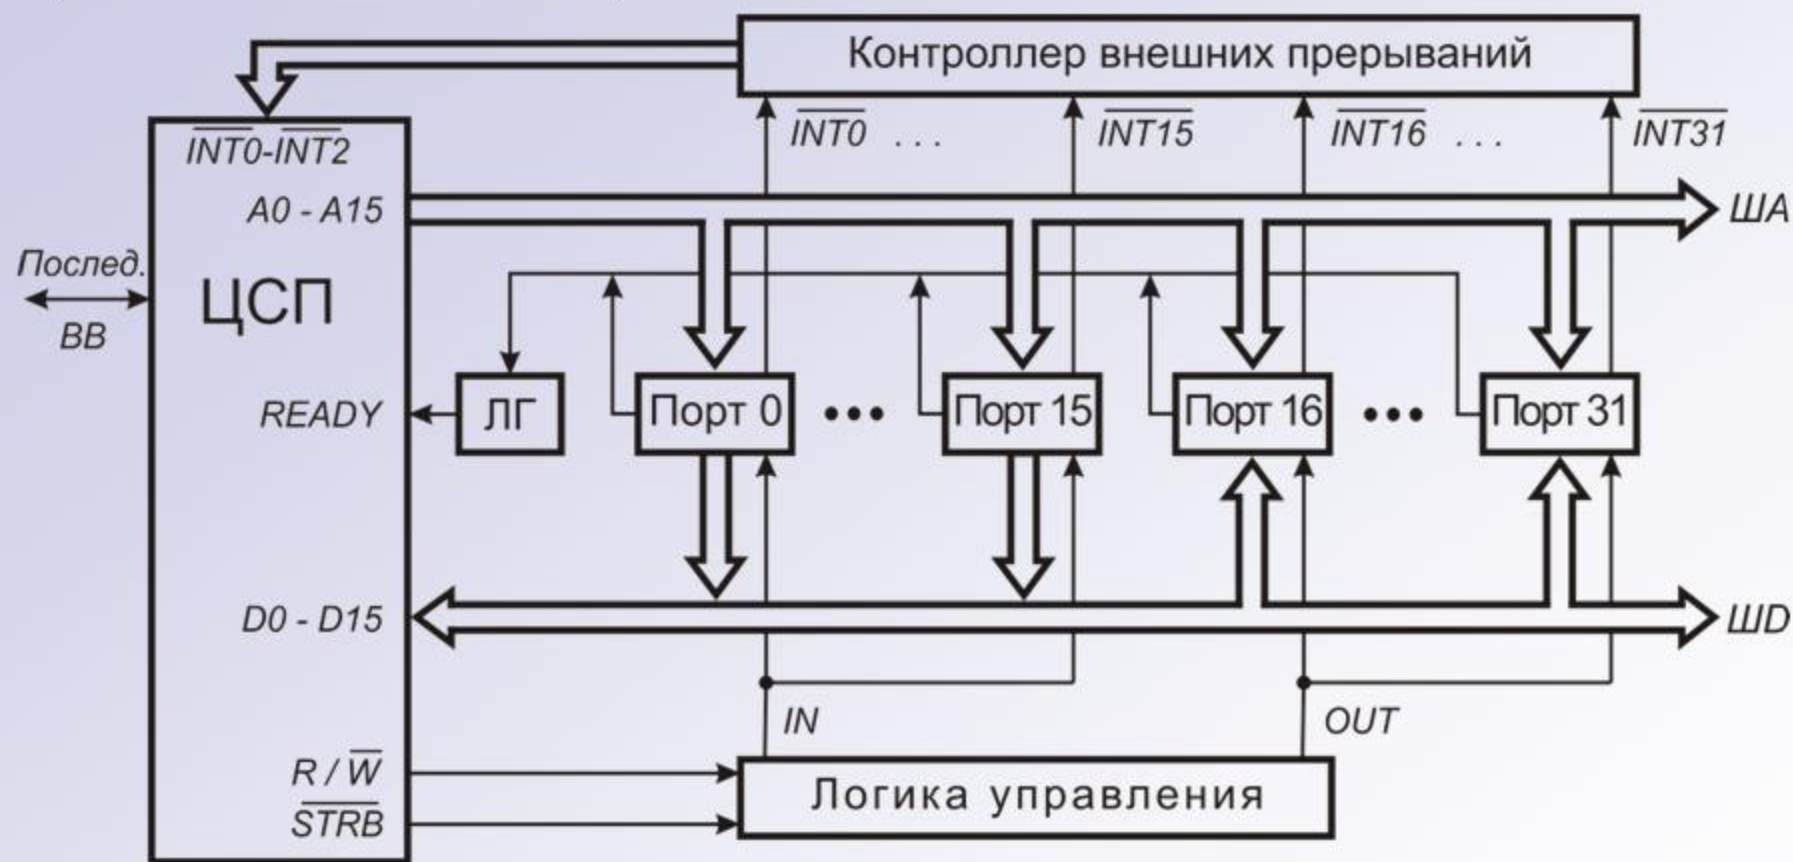 Контроллер внешних прерываний
INT0 . . . INT15 INT16 . . . INT31
INT0-INT2
A0 - A15
ША
Послед.
ВВ
ЦСП
READY
ЛГ
Порт 0 ••• Порт 15 Порт 16 ••• Порт 31
D0 - D15
ШD
IN
OUT
R / W
STRB
Логика управления